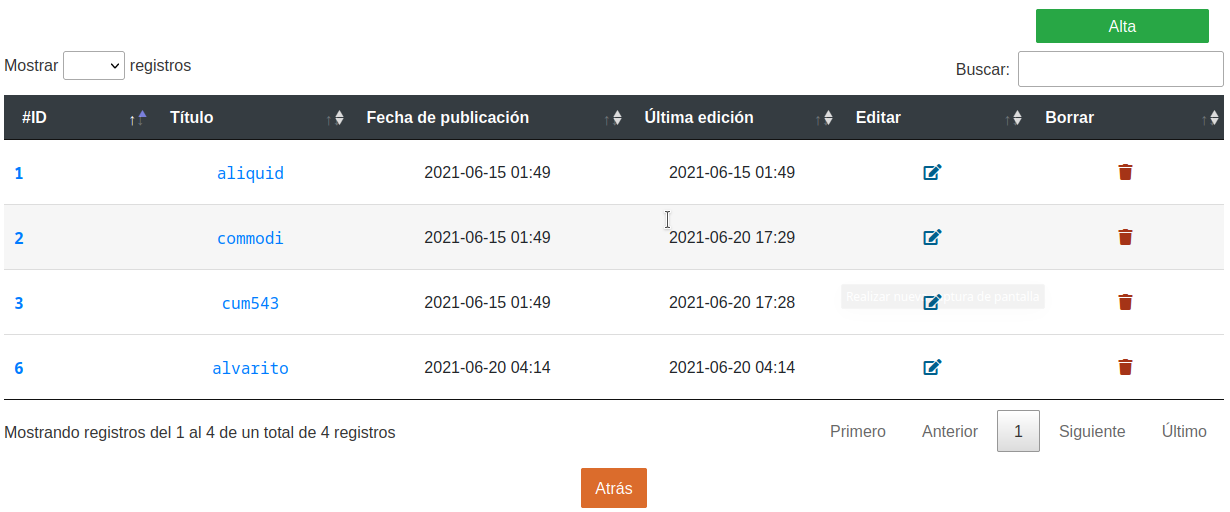 Alta
Mostrar registros
Buscar:
#ID Título Fecha de publicación Última edición Editar Borrar
1 aliquid 2021-06-15 01:49 2021-06-15 01:49
2 commodi 2021-06-15 01:49 2021-06-20 17:29
3 cum543 2021-06-15 01:49 2021-06-20 17:28
Realizar de pantalla
6 alvarito 2021-06-20 04:14 2021-06-20 04:14
Mostrando registros del 1 al 4 de un total de 4 registros
Primero Anterior 1 Siguiente Último
Atrás